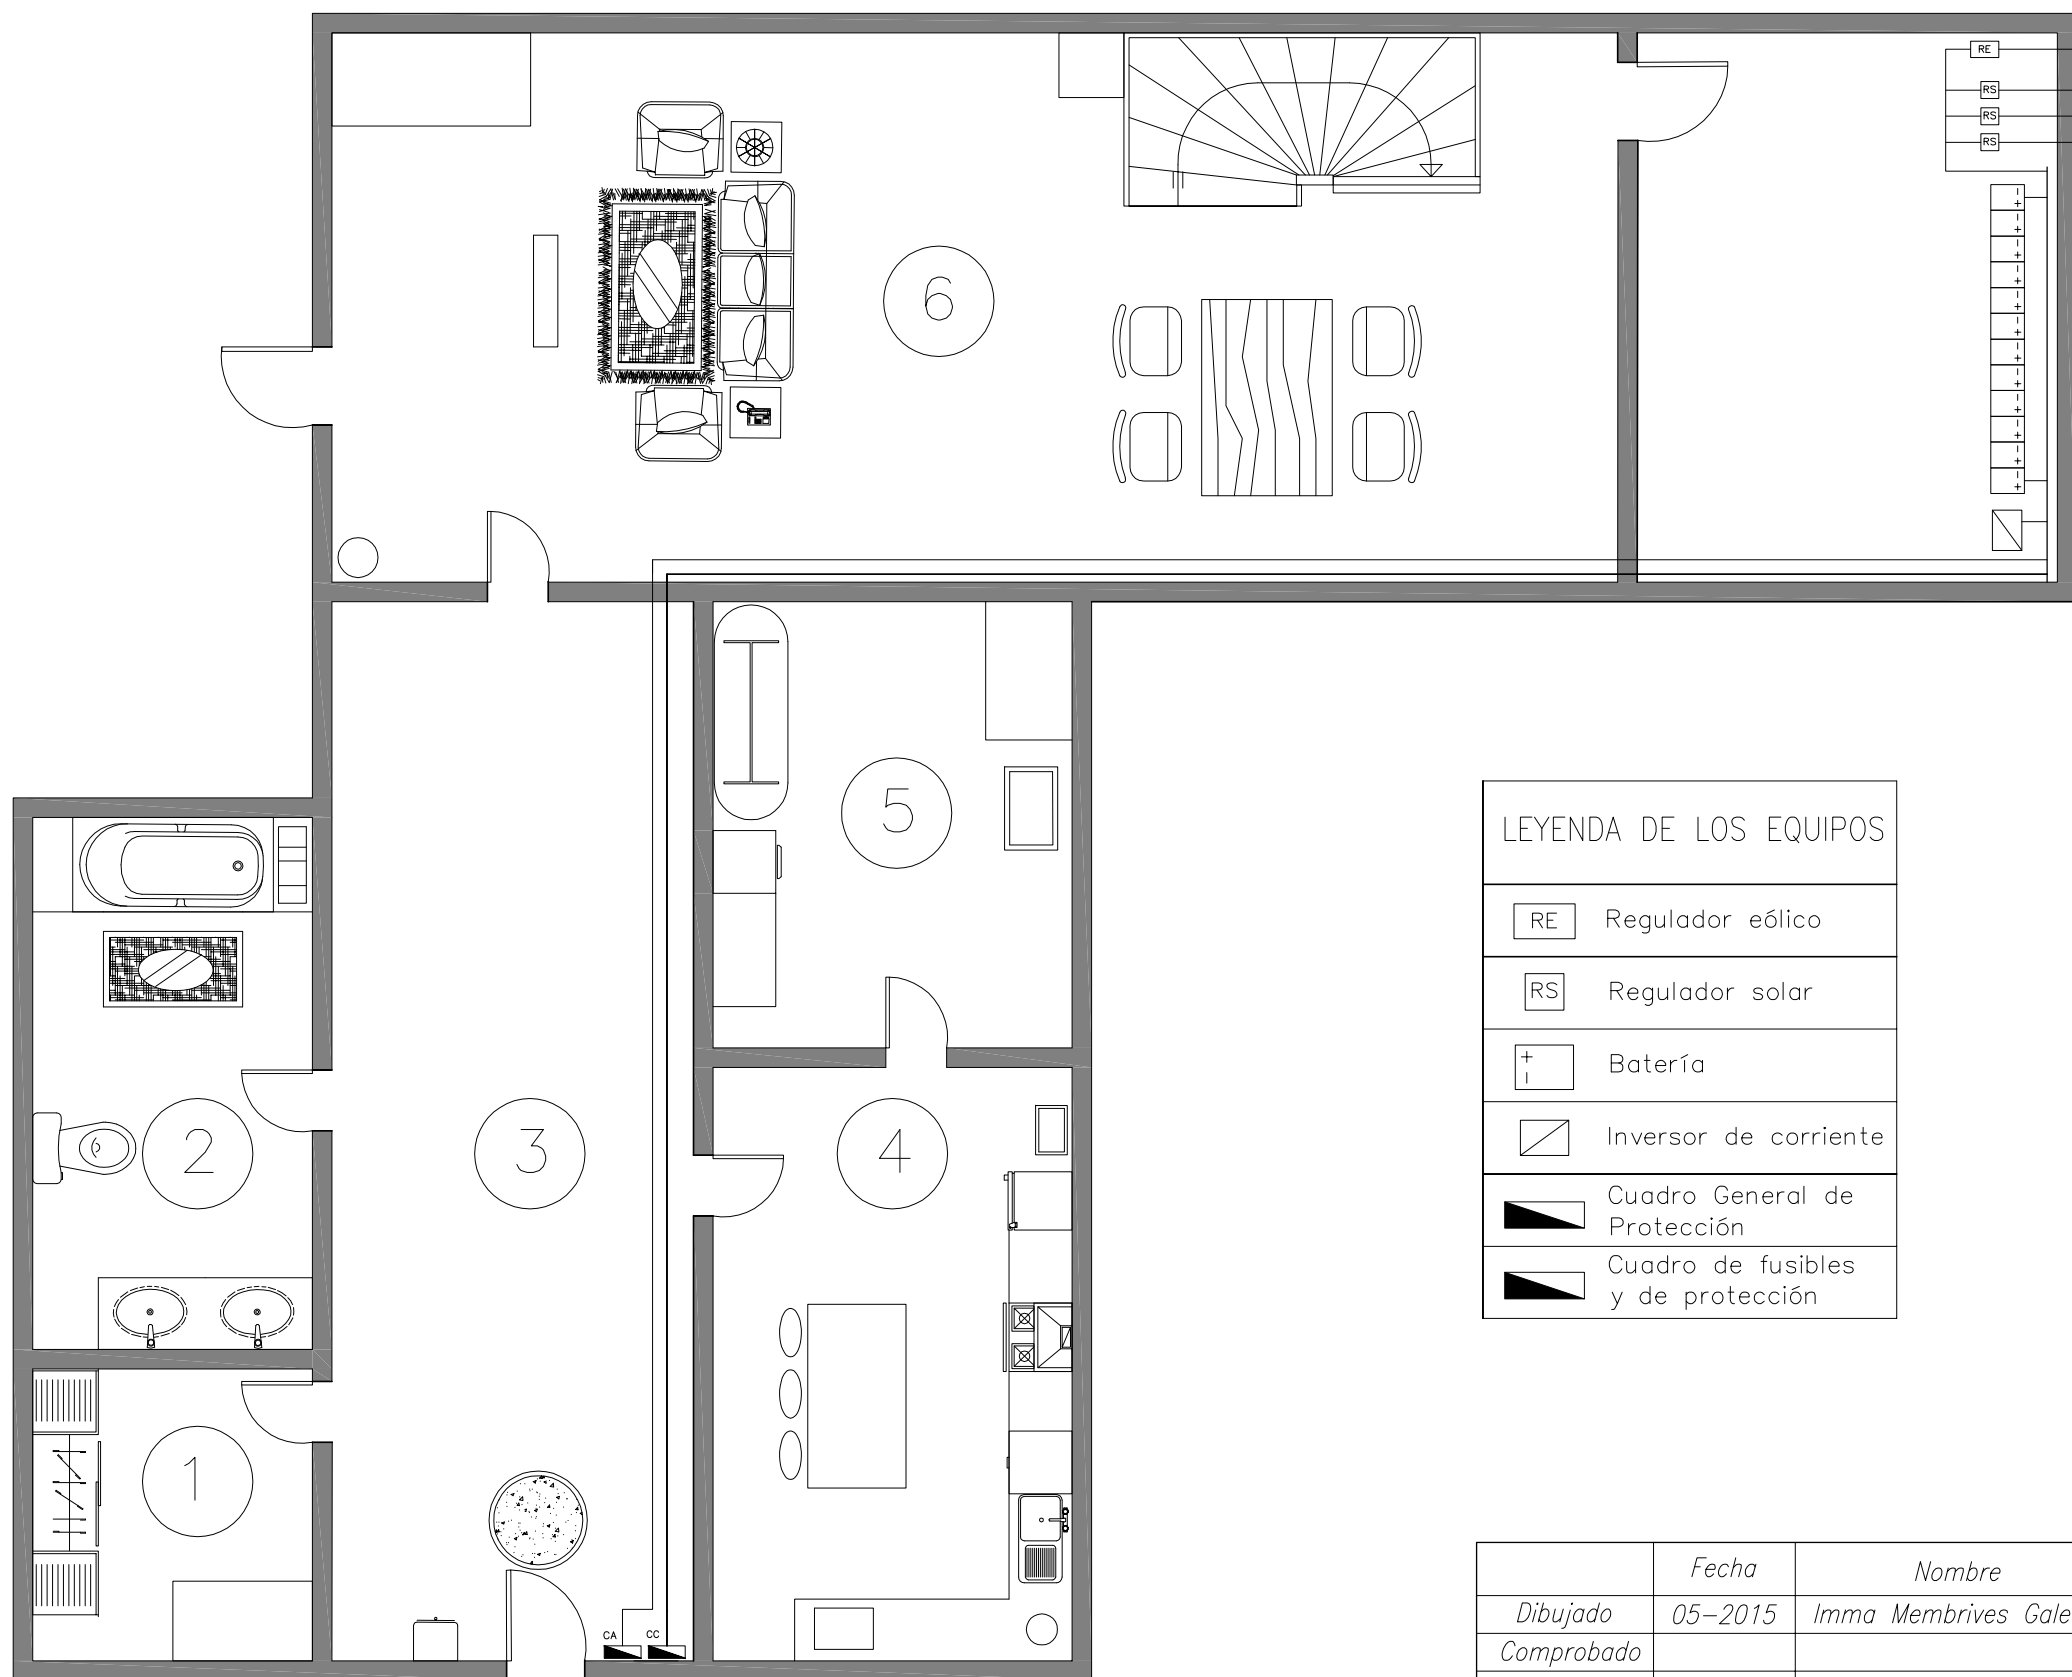 RE
RS
RS
RS
- +
- +
- +
- +
- +
- +
- +
- +
- +
- +
- +
- +
6
5
LEYENDA DE LOS EQUIPOS
RE Regulador eólico
RS Regulador solar
+ - Batería
Inversor de corriente
Cuadro General de
Protección
Cuadro de fusibles
y de protección
2
3
4
1
CA
CC
Fecha Nombre
Dibujado 05-2015 Imma Membrives Gale
Comprobado